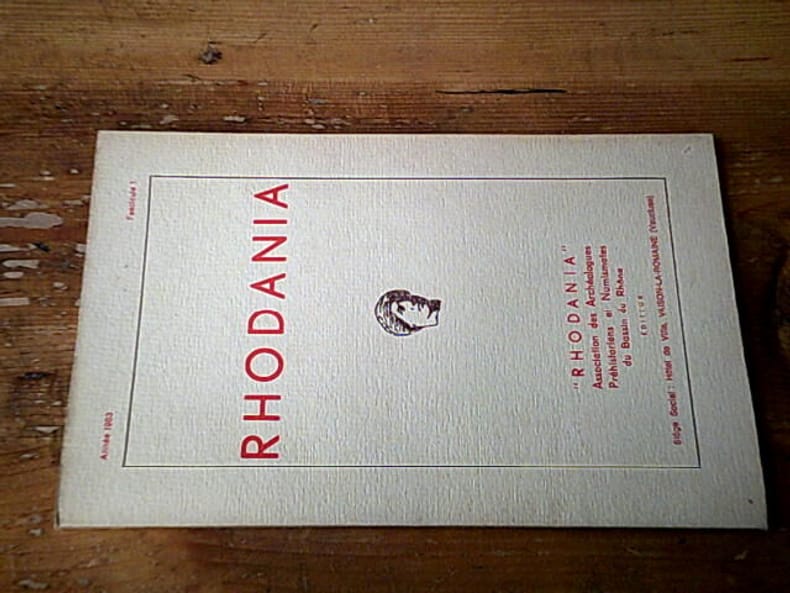 Année 1963
Fascicule 1
RHODANIA
"RHODANIA"
Association des Archéologues
Préhistoriens et Numismates
du Bassin du Rhône
EDITEUR
Siège Social : Hôtel de Ville, VAISON-LA-ROMAINE (Vaucluse)